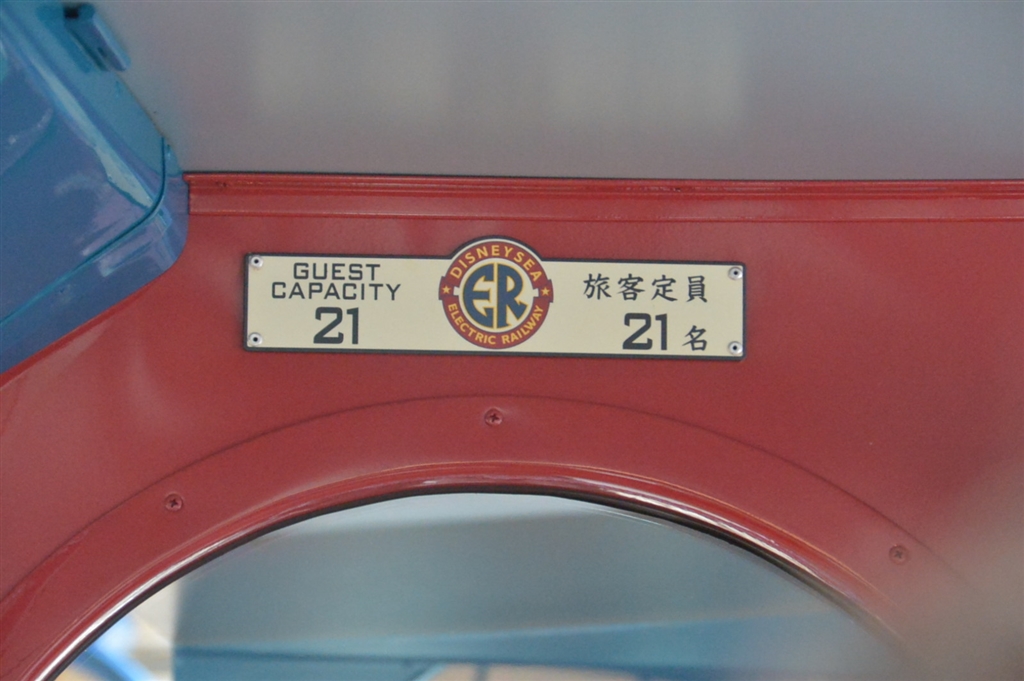 GUEST
CAPACITY
21
DISNEYSEA
ER
ELECTRIC RAILWAY
旅客定員
21名